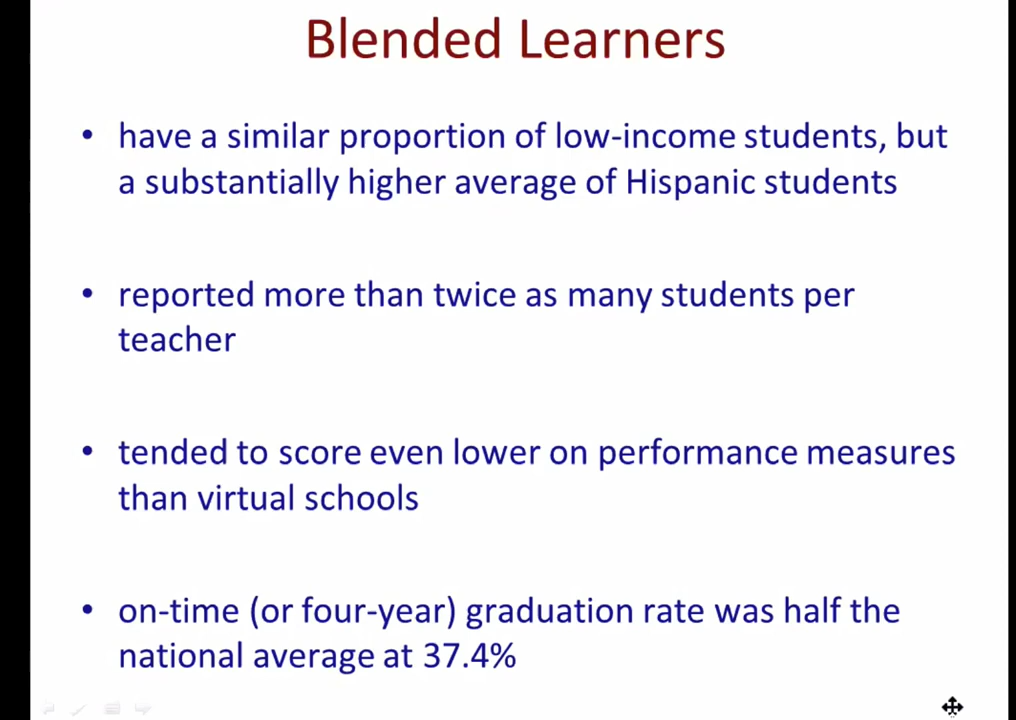 Blended Learners
• have a similar proportion of low-income students, but
a substantially higher average of Hispanic students
• reported more than twice as many students per
teacher
• tended to score even lower on performance measures
than virtual schools
• on-time (or four-year) graduation rate was half the
national average at 37.4%